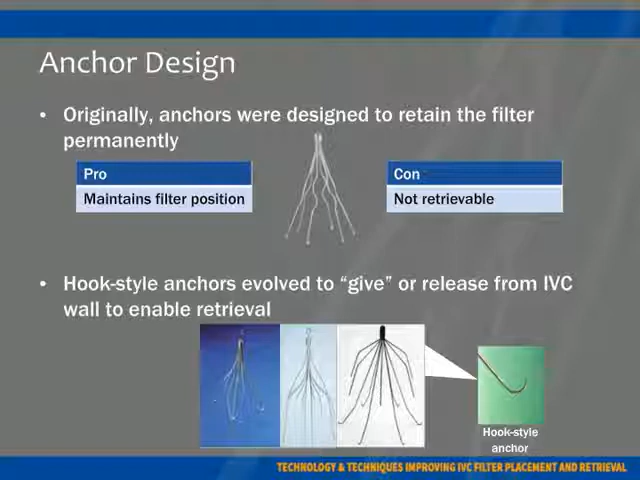 Anchor Design
• Originally, anchors were designed to retain the filter
permanently
Pro
Maintains filter position
Con
Not retrievable
• Hook-style anchors evolved to “give” or release from IVC
wall to enable retrieval
Hook-style
anchor
TECHNOLOGY & TECHNIQUES IMPROVING IVC FILTER PLACEMENT AND RETRIEVAL